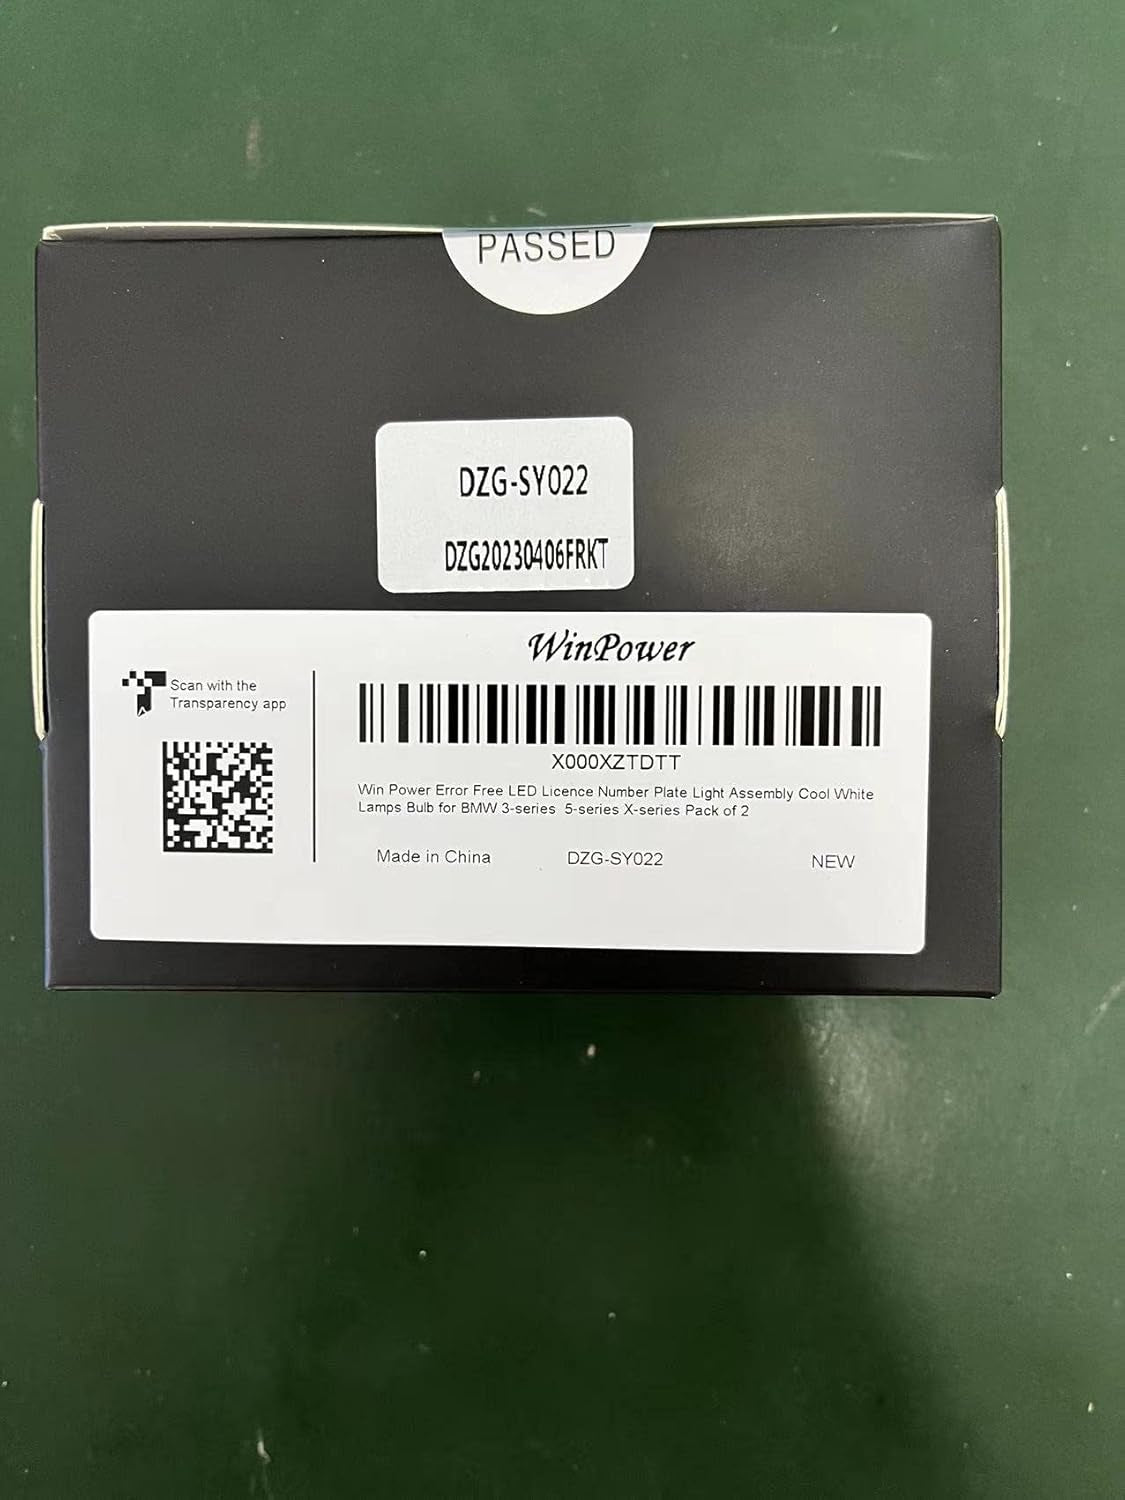 PASSED
DZG-SY022
DZG20230406FRKT
WinPower
Scan with the
Transparency app
X000XZTDTT
Win Power Error Free LED Licence Number Plate Light Assembly Cool White
Lamps Bulb for BMW 3-series 5-series X-series Pack of 2
Made in China DZG-SY022 NEW